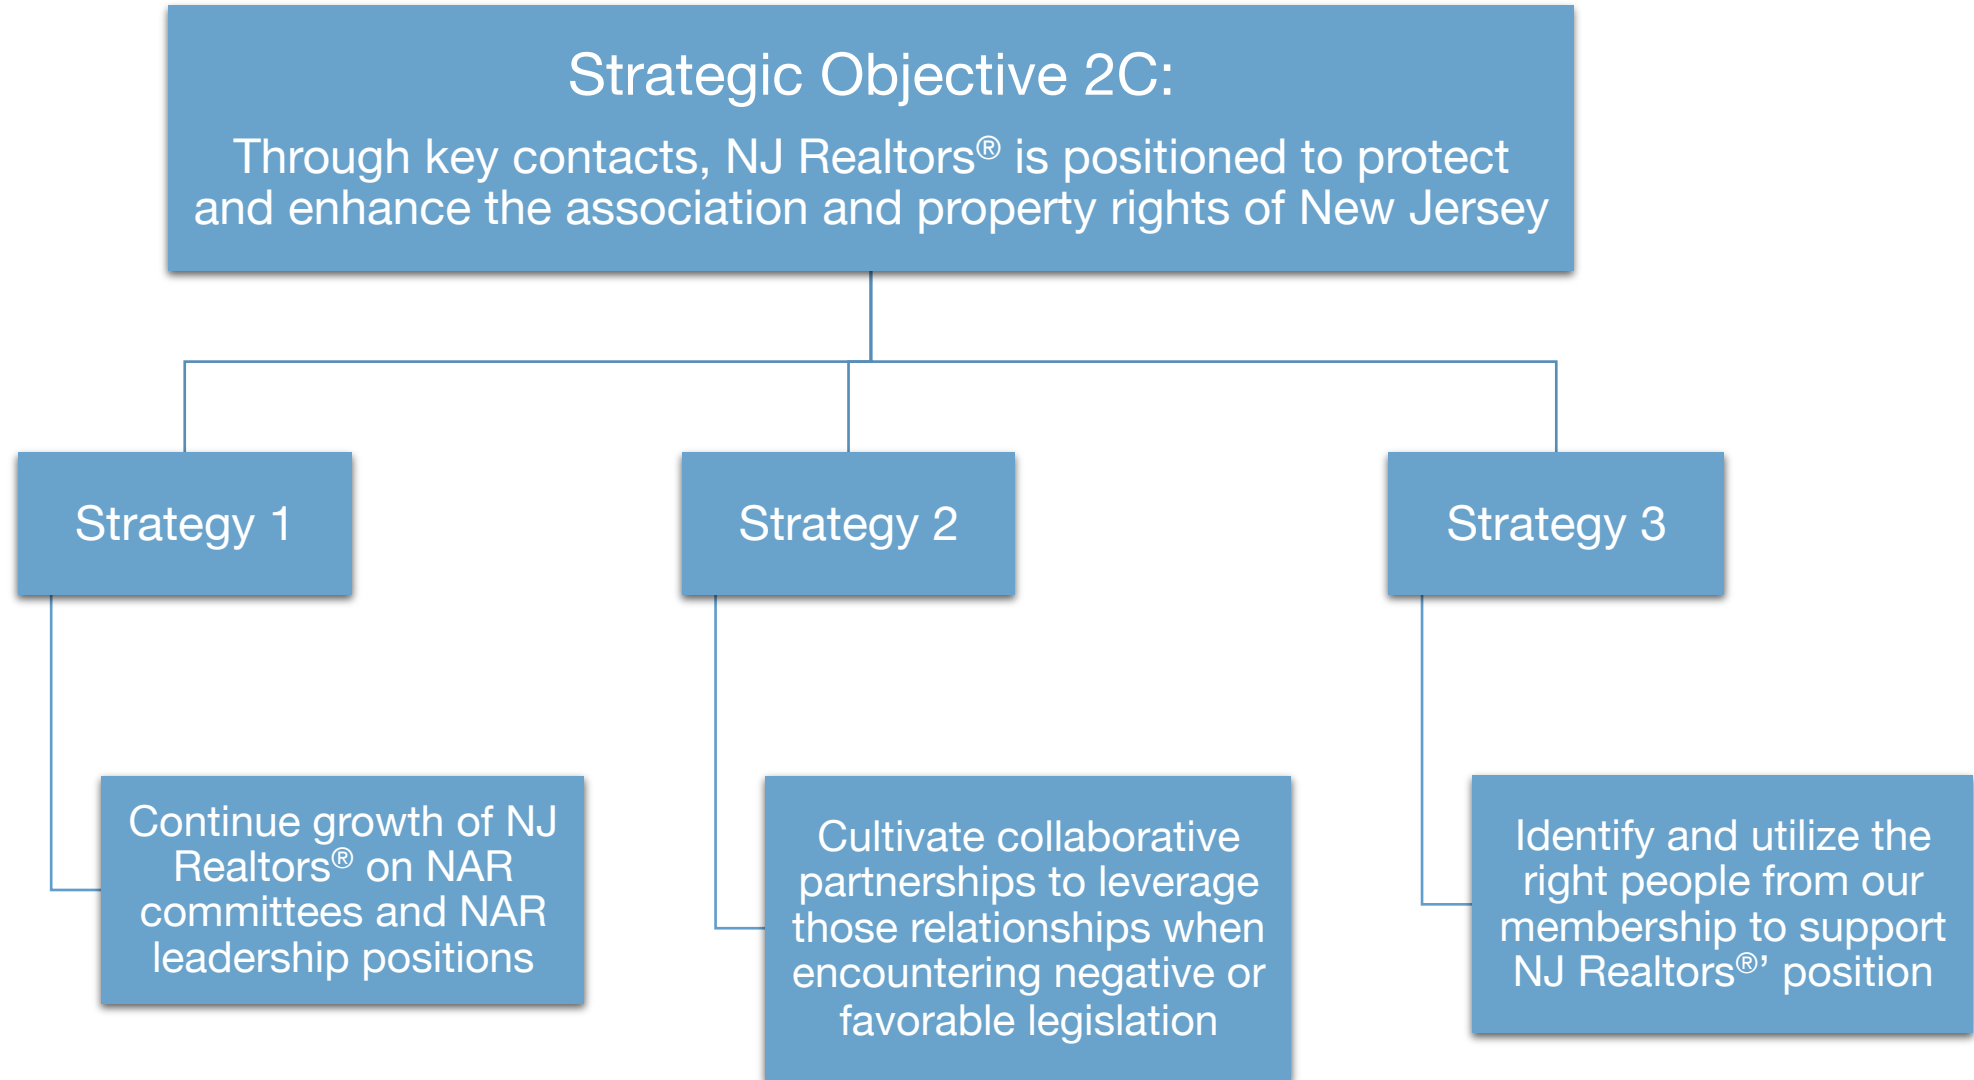 Strategic Objective 2C:
Through key contacts, NJ Realtors® is positioned to protect
and enhance the association and property rights of New Jersey
Strategy 1
Strategy 2
Strategy 3
Continue growth of NJ
Realtors® on NAR
committees and NAR
leadership positions
Cultivate collaborative
partnerships to leverage
those relationships when
encountering negative or
favorable legislation
Identify and utilize the
right people from our
membership to support
NJ Realtors®’ position